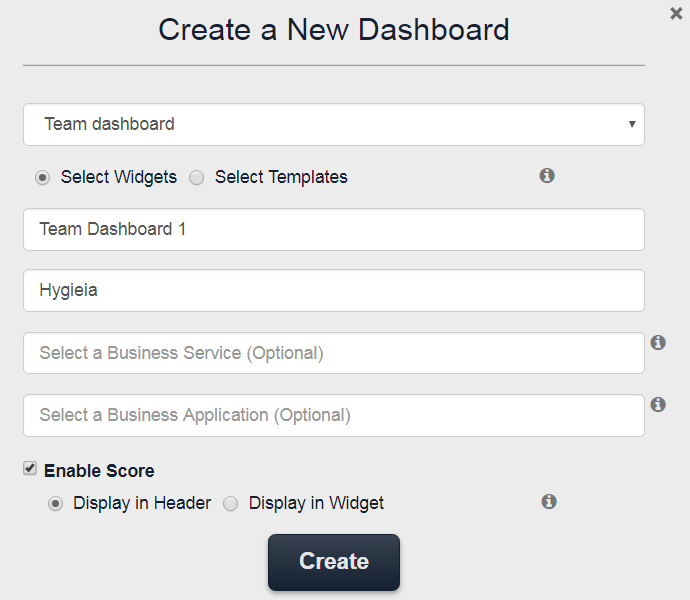 Create a New Dashboard
Team dashboard
Select Widgets Select Templates
Team Dashboard 1
Hygieia
Select a Business Service (Optional)
Select a Business Application (Optional)
Enable Score
Display in Header Display in Widget
Create